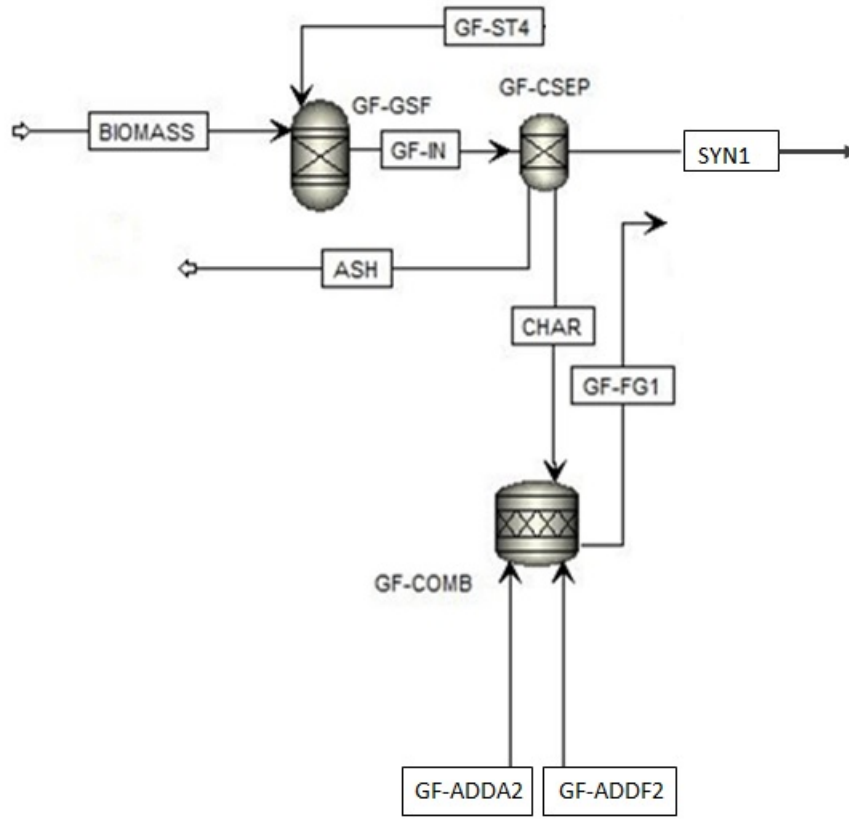 GF-ST4
GF-CSEP
GF-GSF
BIOMASS
GF-IN
SYN1
ASH
CHAR
GF-FG1
GF-COMB
GF-ADDA2
GF-ADDF2